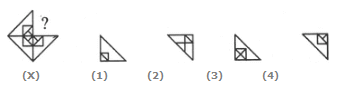 ?
(X) (1) (2) (3) (4)